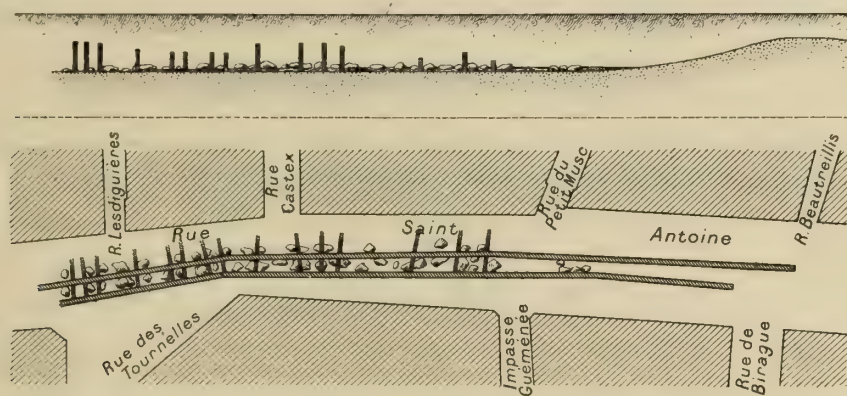 R. Lesdiguières
Rue
Castex
Rue du
Petit Musc
R. Beautreillis
Rue Saint Antoine
Rue des
Tournelles
Impasse
Guéménée
Rue de
Birague